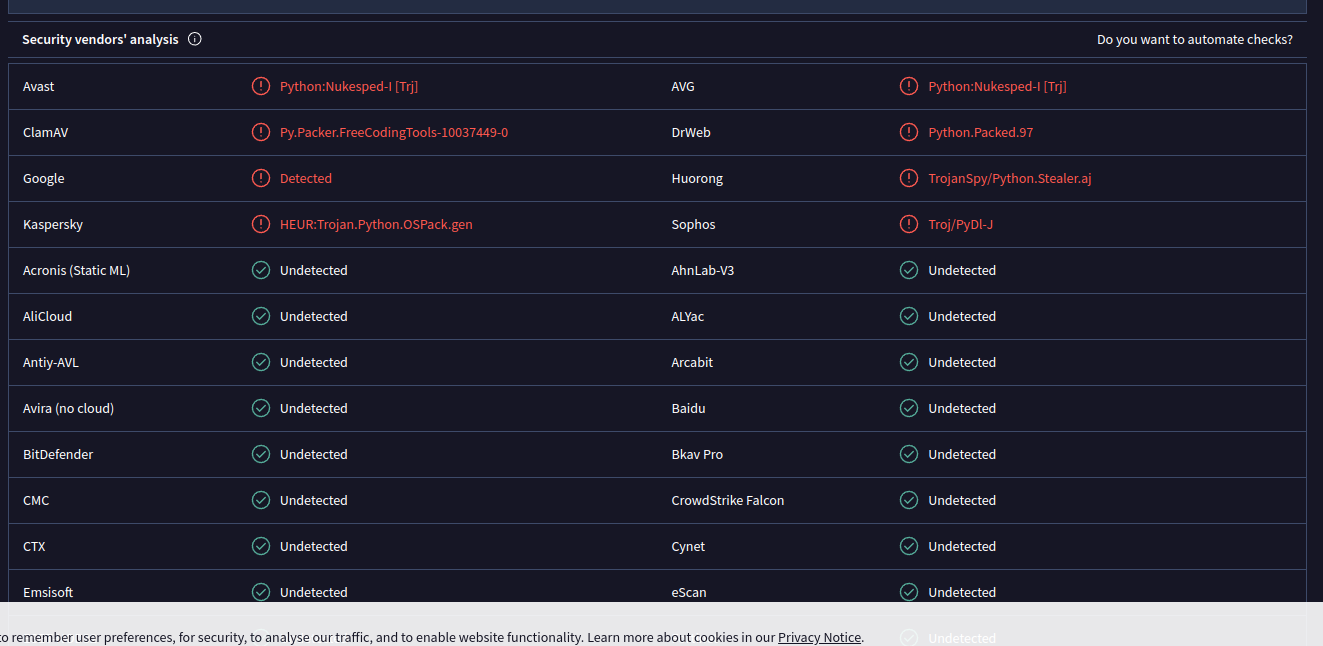 Security vendors' analysis Do you want to automate checks?
Avast Python:Nukesped-I [Trj] AVG Python:Nukesped-I [Trj]
ClamAV Py.Packer.FreeCodingTools-10037449-0 DrWeb Python.Packed.97
Google Detected Huorong TrojanSpy/Python.Stealer.aj
Kaspersky HEUR:Trojan.Python.OSPack.gen Sophos Troj/PyDl-J
Acronis (Static ML) Undetected AhnLab-V3 Undetected
AliCloud Undetected ALYac Undetected
Antiy-AVL Undetected Arcabit Undetected
Avira (no cloud) Undetected Baidu Undetected
BitDefender Undetected Bkav Pro Undetected
CMC Undetected CrowdStrike Falcon Undetected
CTX Undetected Cynet Undetected
Emsisoft Undetected eScan Undetected
to remember user preferences, for security, to analyse our traffic, and to enable website functionality. Learn more about cookies in our Privacy Notice. Undetected